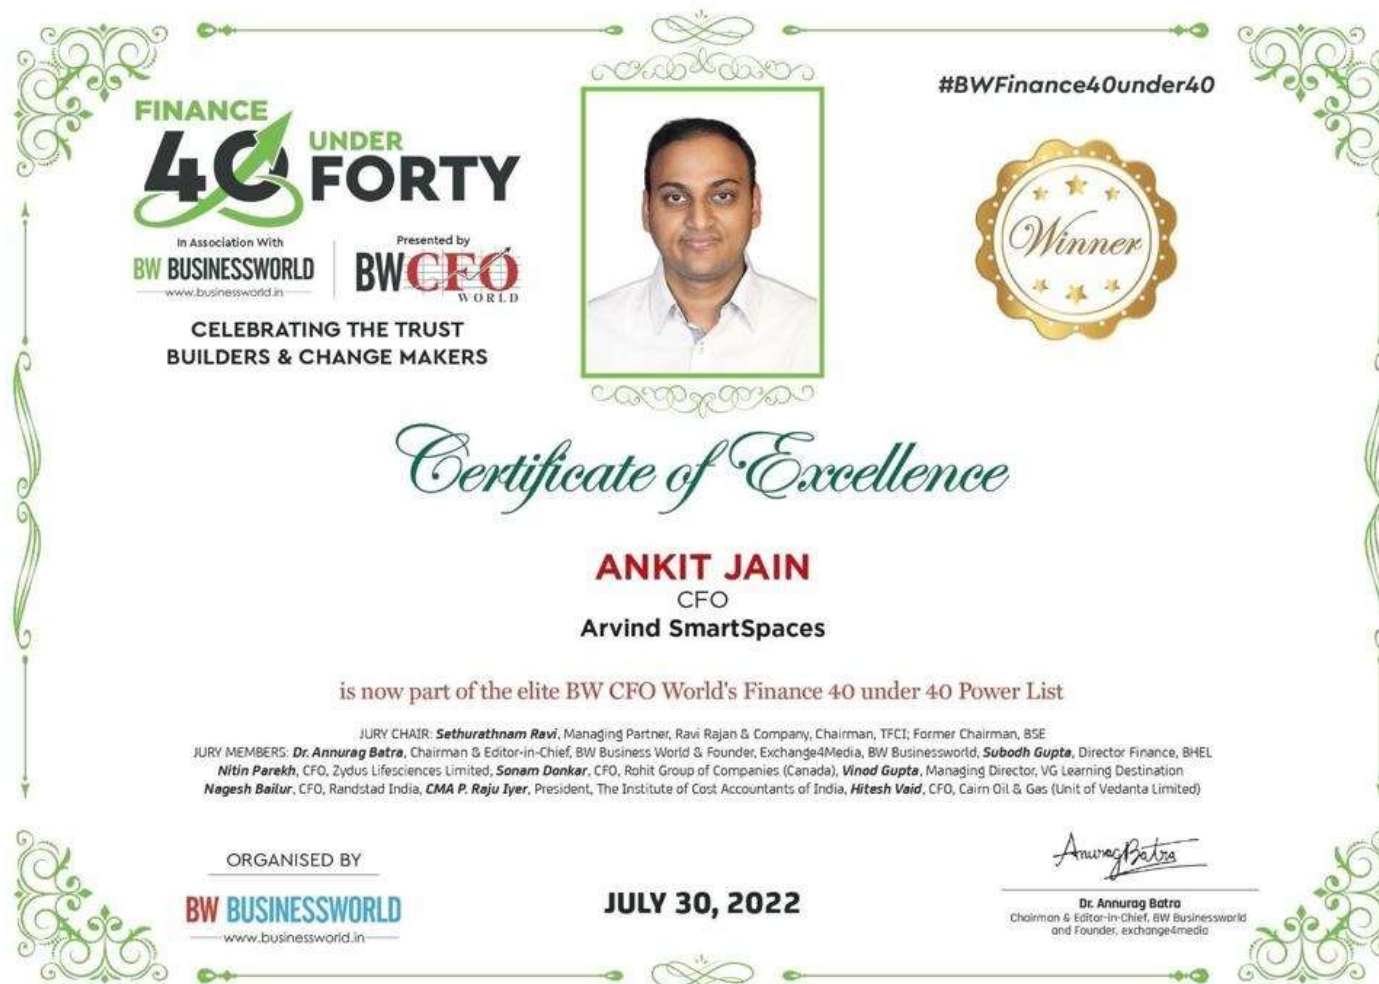 #BWFinance40under40
FINANCE
40 UNDER
FORTY
In Association With
BW BUSINESSWORLD
www.businessworld.in
Presented by
BWCFO
WORLD
CELEBRATING THE TRUST
BUILDERS & CHANGE MAKERS
Winner
Certificate of Excellence
ANKIT JAIN
CFO
Arvind SmartSpaces
is now part of the elite BW CFO World's Finance 40 under 40 Power List
JURY CHAIR: Sethurathnam Ravi, Managing Partner, Ravi Rajan & Company, Chairman, TFCI; Former Chairman, BSE
JURY MEMBERS: Dr. Annurag Batra, Chairman & Editor-in-Chief, BW Business World & Founder, Exchange4Media, BW Businessworld, Subodh Gupta, Director Finance, BHEL
Nitin Parekh, CFO, Zydus Lifesciences Limited, Sonam Donkar, CFO, Rohit Group of Companies (Canada), Vinod Gupta, Managing Director, VG Learning Destination
Nagesh Bailur, CFO, Randstad India, CMA P. Raju Iyer, President, The Institute of Cost Accountants of India, Hitesh Vaid, CFO, Cairn Oil & Gas (Unit of Vedanta Limited)
ORGANISED BY
BW BUSINESSWORLD
www.businessworld.in
JULY 30, 2022
Anurag Batra
Dr. Annurag Batra
Chairman & Editor-in-Chief, BW Businessworld
and Founder, exchange4media